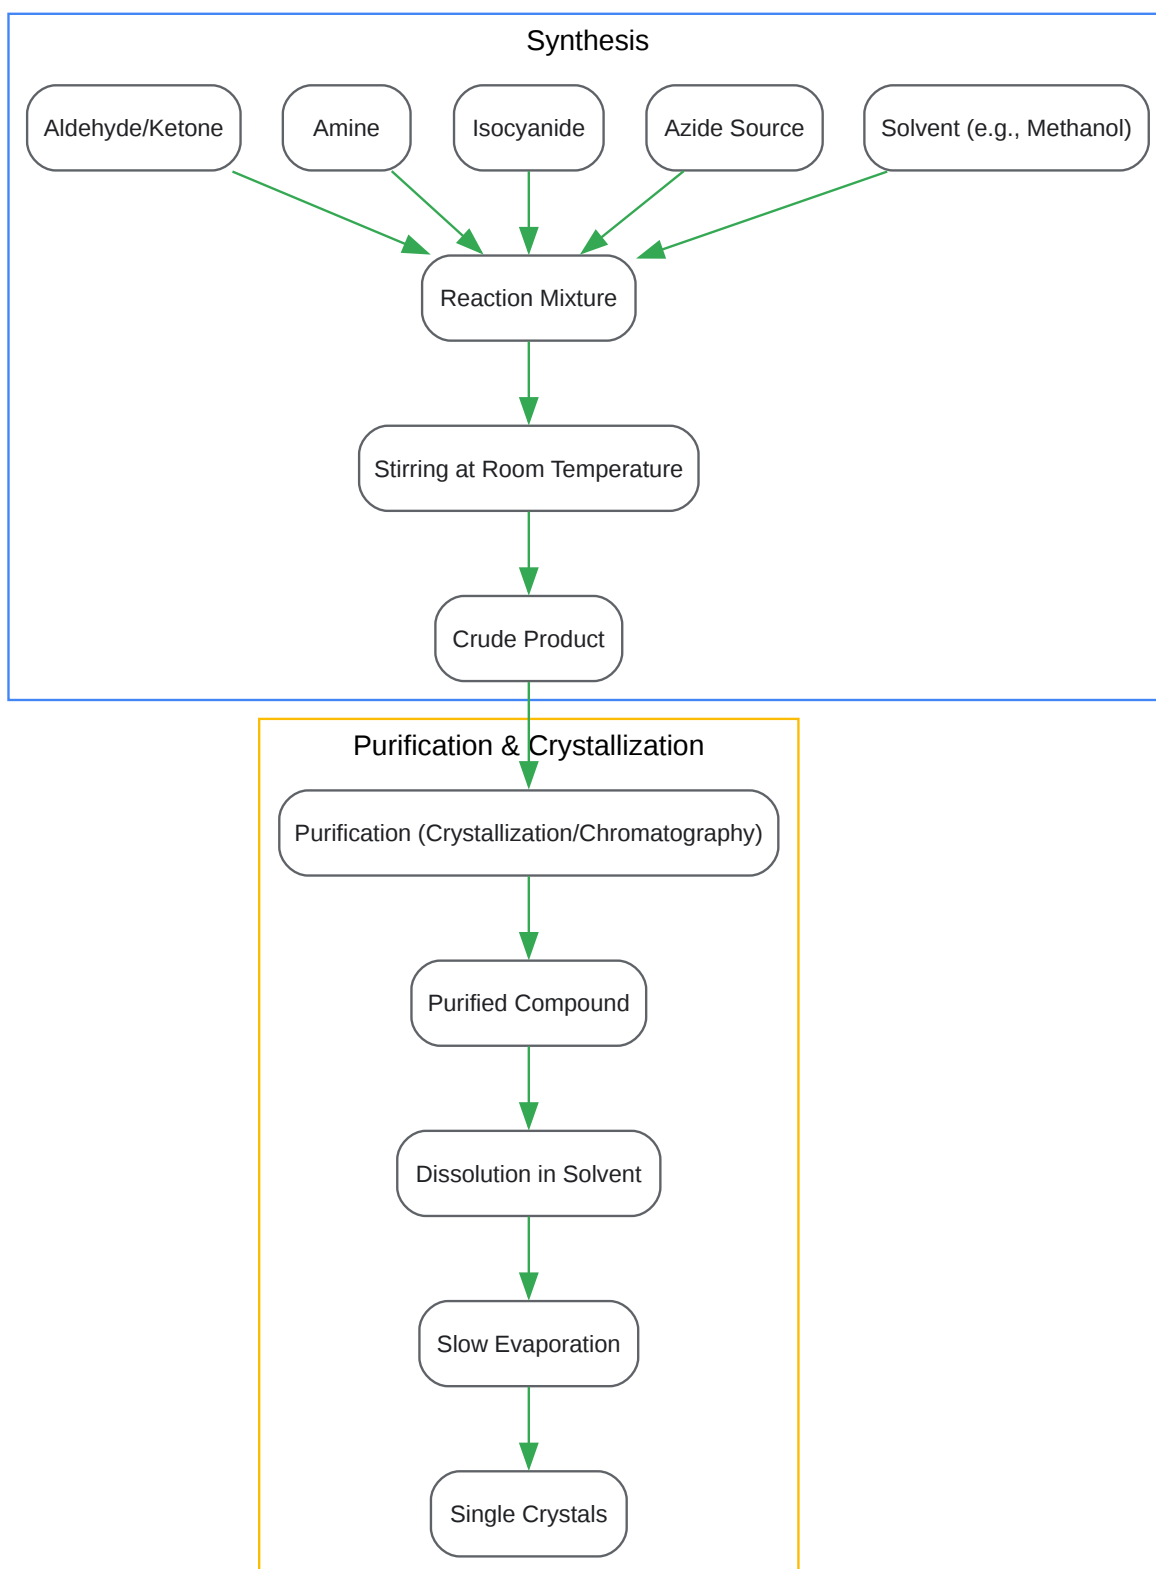 Synthesis
Aldehyde/Ketone
Amine
Isocyanide
Azide Source
Solvent (e.g., Methanol)
Reaction Mixture
Stirring at Room Temperature
Crude Product
Purification & Crystallization
Purification (Crystallization/Chromatography)
Purified Compound
Dissolution in Solvent
Slow Evaporation
Single Crystals